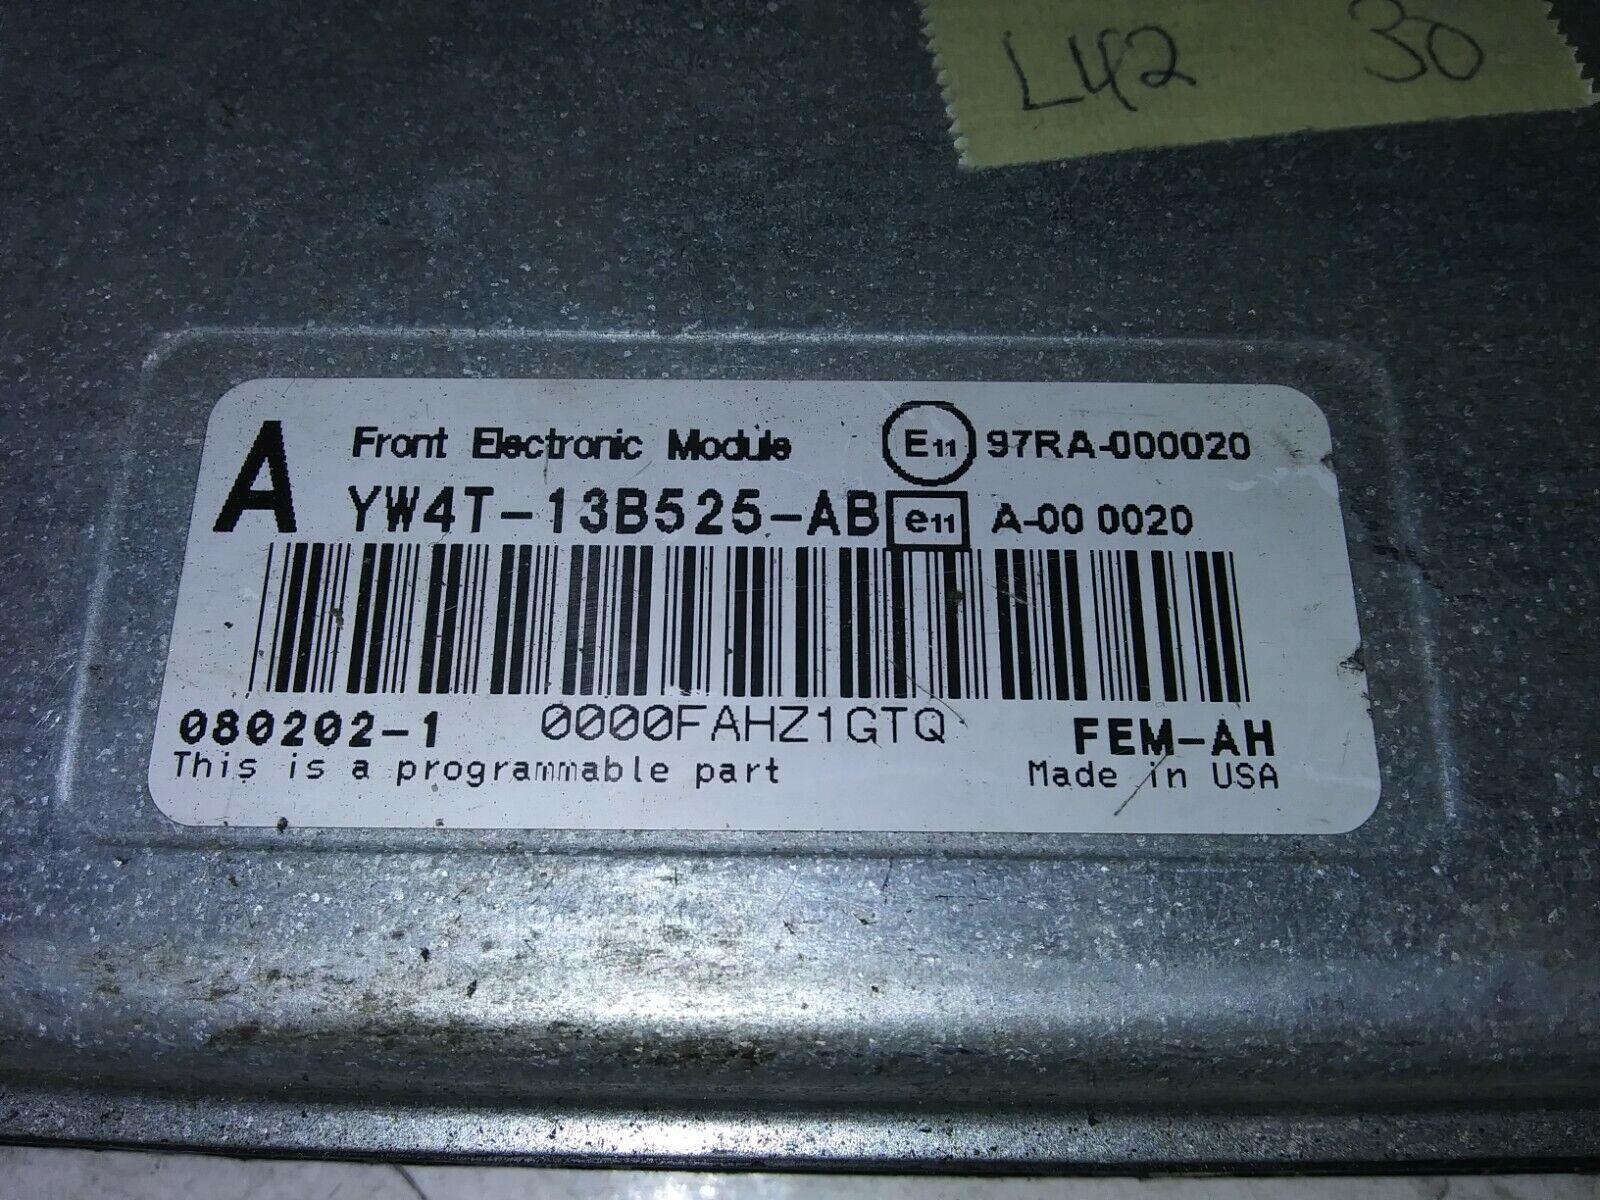 L42 30
A Front Electronic Module E11 97RA-000020
YW4T-13B525-AB e11 A-00 0020
080202-1 0000FAHZ1GTQ FEM-AH
This is a programmable part Made in USA